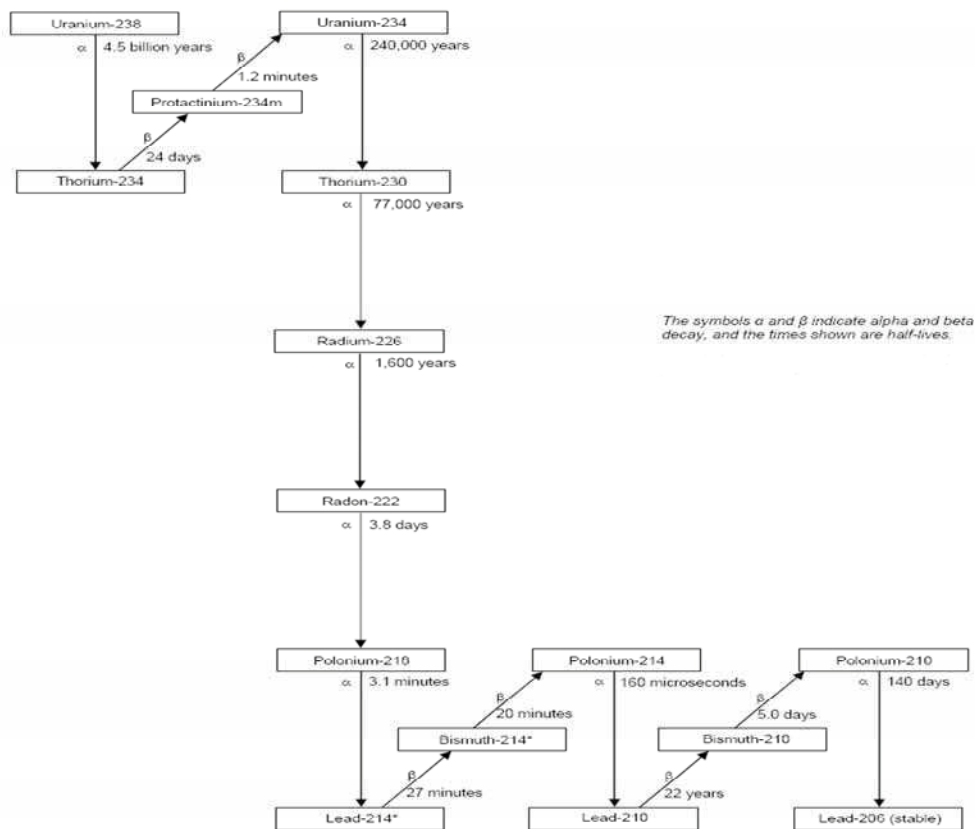 Uranium-238
Uranium-234
α 4.5 billion years
α 240,000 years
β
1.2 minutes
Protactinium-234m
β
24 days
Thorium-234
Thorium-230
α 77,000 years
The symbols α and β indicate alpha and beta
decay, and the times shown are half-lives.
Radium-226
α 1,600 years
Radon-222
α 3.8 days
Polonium-210
Polonium-214
Polonium-210
α 3.1 minutes
α 160 microseconds
α 140 days
β
20 minutes
β
5.0 days
Bismuth-214*
Bismuth-210
β
27 minutes
β
22 years
Lead-214*
Lead-210
Lead-206 (stable)